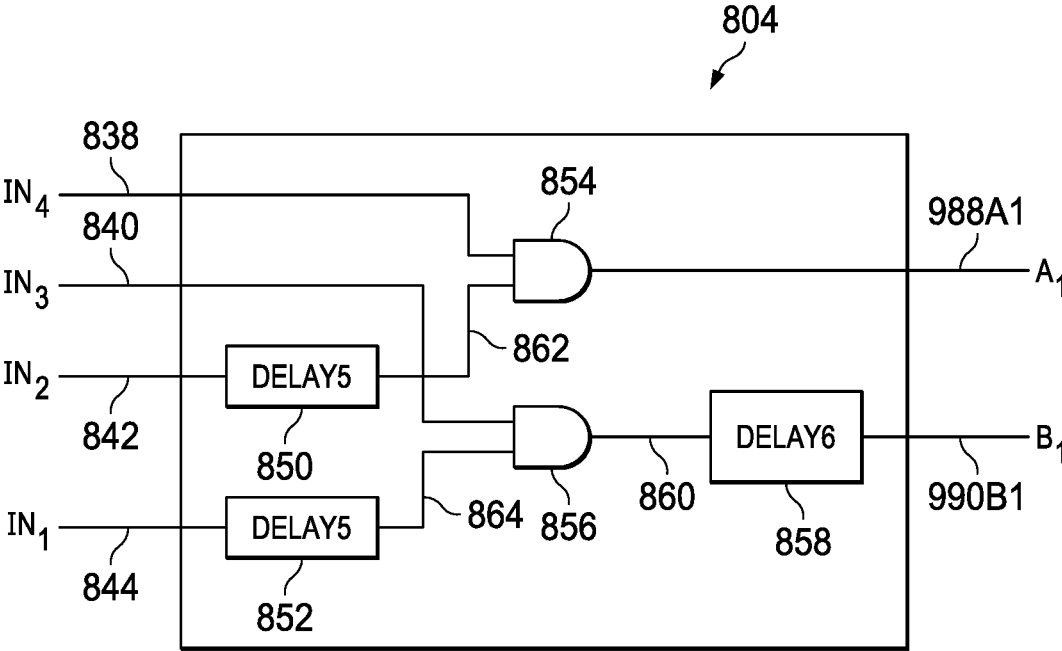 804
838
IN4
854
840
988A1
A1
IN3
862
IN2
DELAY5
842
850
DELAY6
B1
860
990B1
864
856
858
IN1
DELAY5
844
852